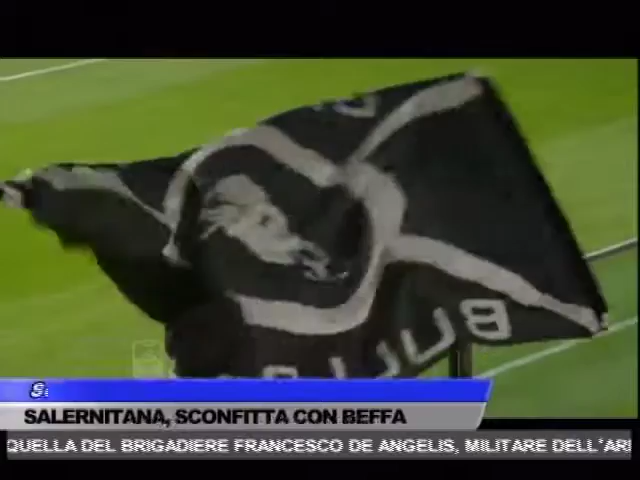 SALERNITANA, SCONFITTA CON BEFFA
QUELLA DEL BRIGADIERE FRANCESCO DE ANGELIS, MILITARE DELL'AR